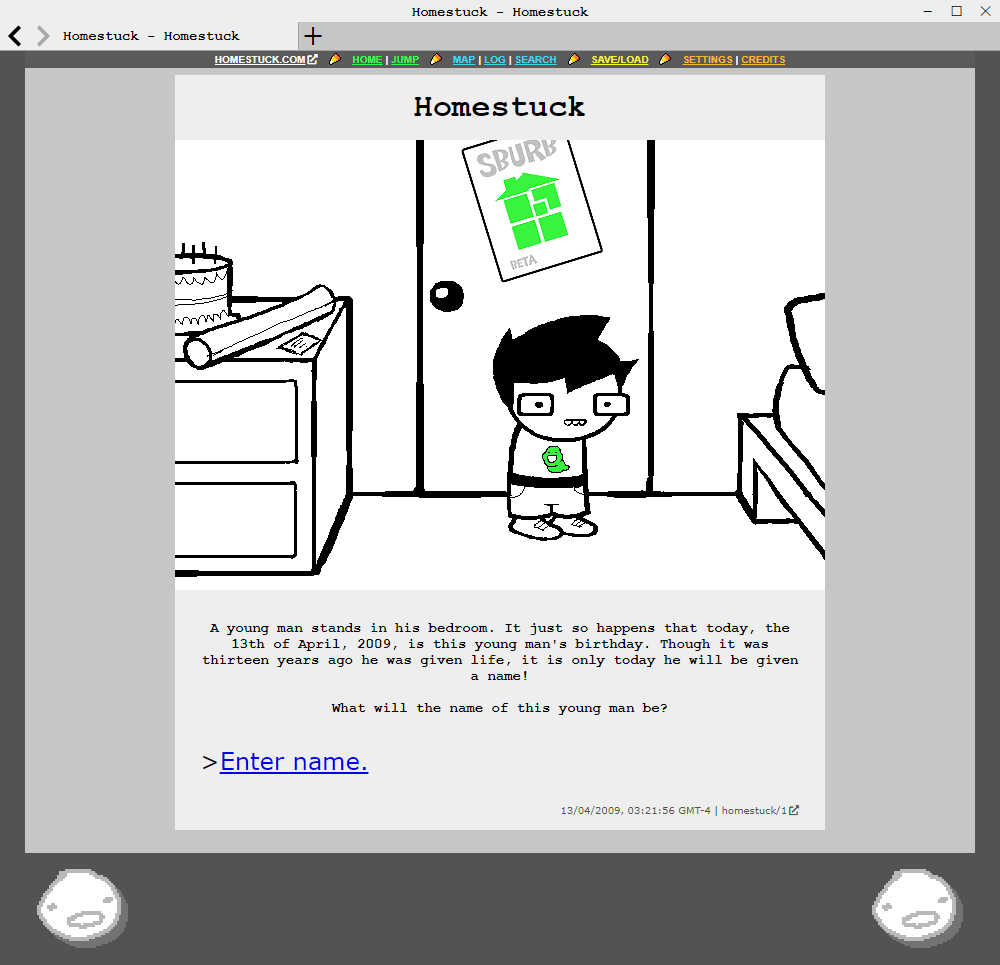 Homestuck - Homestuck
Homestuck - Homestuck
HOMESTUCK.COM HOME | JUMP MAP | LOG | SEARCH SAVE/LOAD SETTINGS | CREDITS
Homestuck
SBURB
BETA
A young man stands in his bedroom. It just so happens that today, the
13th of April, 2009, is this young man's birthday. Though it was
thirteen years ago he was given life, it is only today he will be given
a name!
What will the name of this young man be?
>Enter name.
13/04/2009, 03:21:56 GMT-4 | homestuck/1